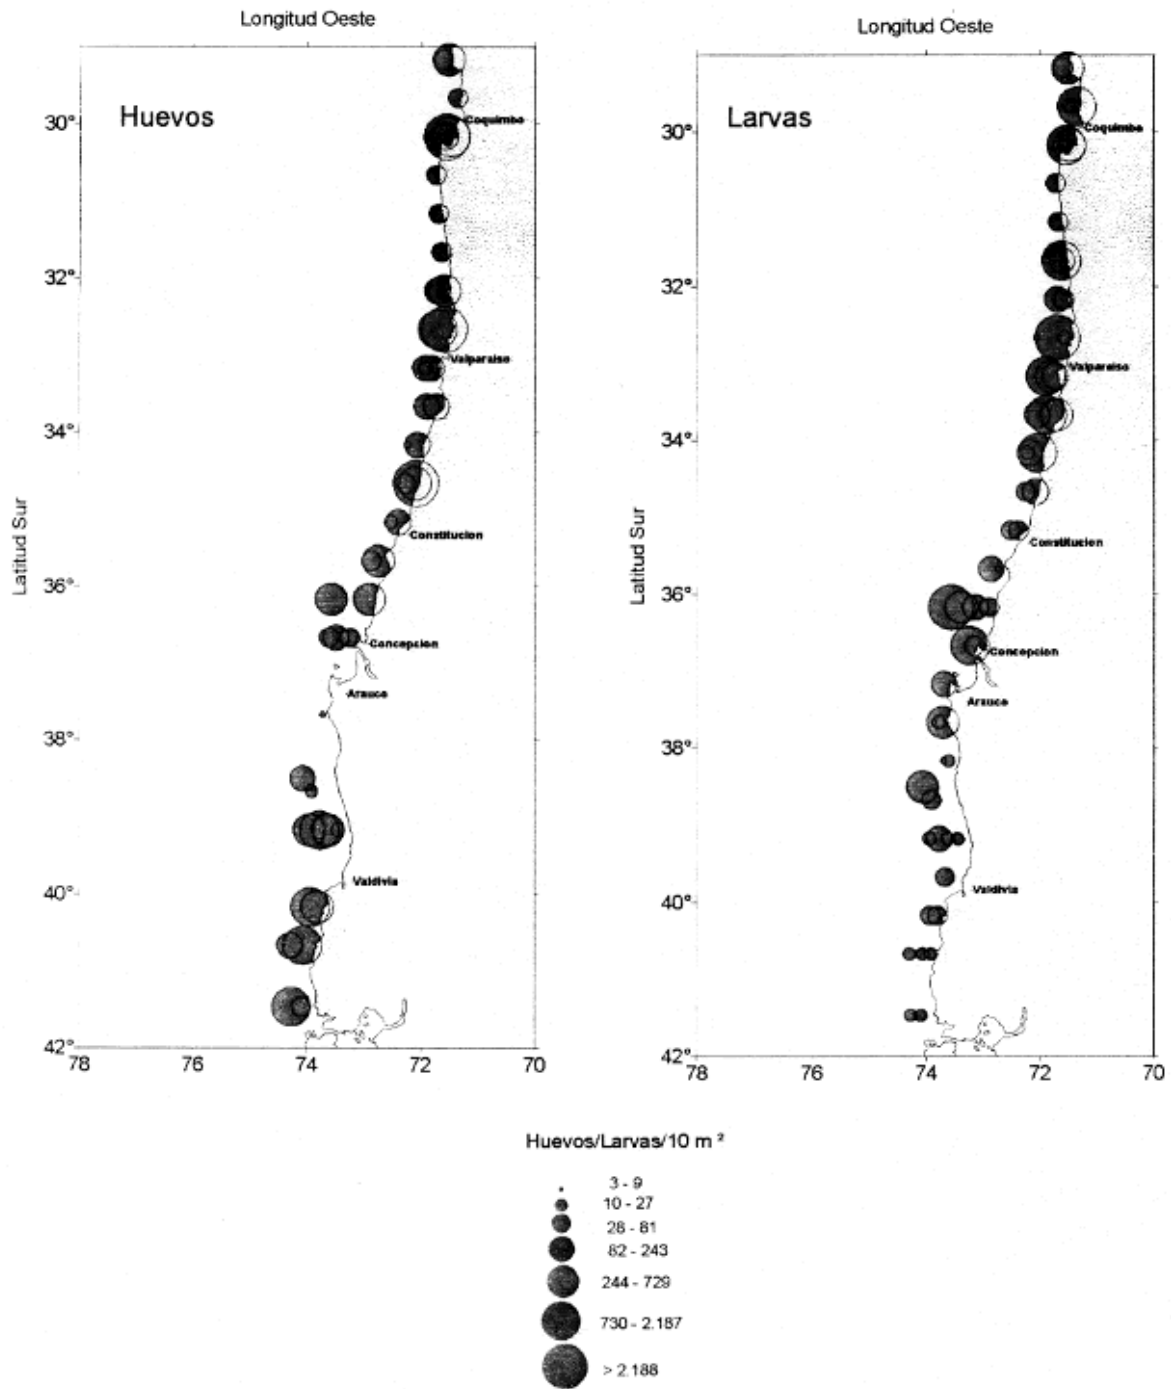 Longitud Oeste
Huevos
Coquimbo
Valparaiso
Constitucion
Concepcion
Arauco
Valdivia
Latitud Sur
30°
32°
34°
36°
38°
40°
42°
78
76
74
72
70
Longitud Oeste
Larvas
Coquimbo
Valparaiso
Constitucion
Concepcion
Arauco
Valdivia
Latitud Sur
30°
32°
34°
36°
38°
40°
42°
78
76
74
72
70
Huevos/Larvas/10 m ²
3 - 9
10 - 27
28 - 81
82 - 243
244 - 729
730 - 2.187
> 2.188